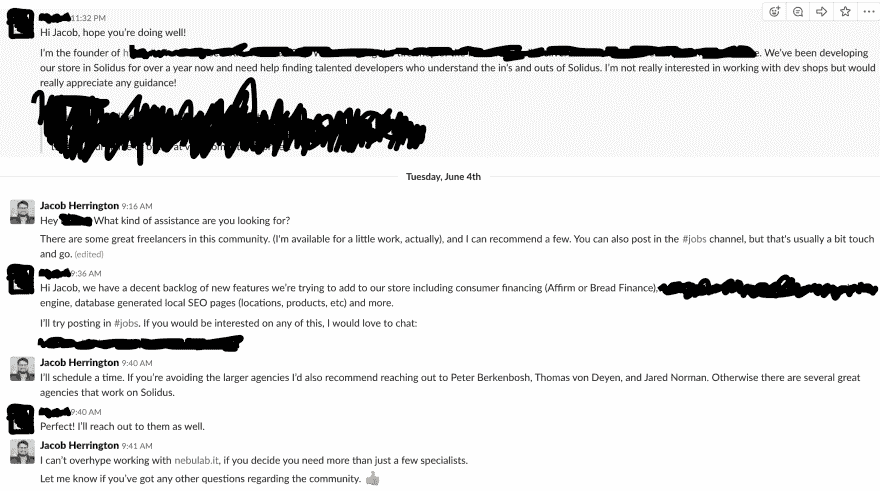 11:32 PM
Hi Jacob, hope you're doing well!
I'm the founder of . We've been developing
our store in Solidus for over a year now and need help finding talented developers who understand the in's and outs of Solidus. I'm not really interested in working with dev shops but would
really appreciate any guidance!
Tuesday, June 4th
Jacob Herrington 9:16 AM
Hey What kind of assistance are you looking for?
There are some great freelancers in this community. (I'm available for a little work, actually), and I can recommend a few. You can also post in the #jobs channel, but that's usually a bit touch
and go. (edited)
9:36 AM
Hi Jacob, we have a decent backlog of new features we're trying to add to our store including consumer financing (Affirm or Bread Finance),
engine, database generated local SEO pages (locations, products, etc) and more.
I'll try posting in #jobs. If you would be interested on any of this, I would love to chat:
Jacob Herrington 9:40 AM
I'll schedule a time. If you're avoiding the larger agencies I'd also recommend reaching out to Peter Berkenbosh, Thomas von Deyen, and Jared Norman. Otherwise there are several great
agencies that work on Solidus.
9:40 AM
Perfect! I'll reach out to them as well.
Jacob Herrington 9:41 AM
I can't overhype working with nebulab.it, if you decide you need more than just a few specialists.
Let me know if you've got any other questions regarding the community.